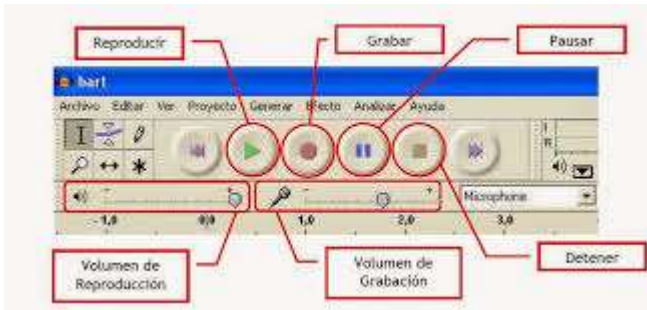 Reproducir
Grabar
Pausar
bart
Archivo Editar Ver Proyecto Generar Efecto Analizar Ayuda
I
R
Microphone
- 1,0 0,0 1,0 2,0 3,0
Volumen de
Reproducción
Volumen de
Grabación
Detener